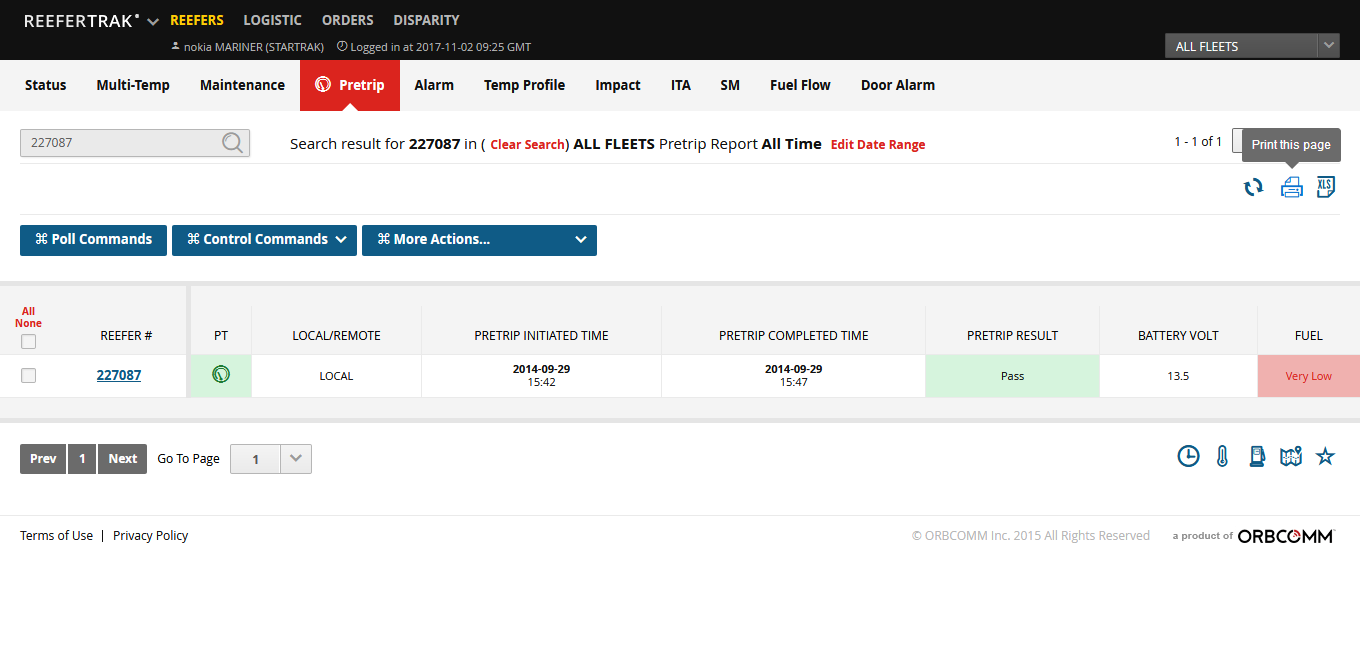 REEFERTRAK
REEFERS LOGISTIC ORDERS DISPARITY
nokia MARINER (STARTRAK) Logged in at 2017-11-02 09:25 GMT
ALL FLEETS
Status Multi-Temp Maintenance Pretrip Alarm Temp Profile Impact ITA SM Fuel Flow Door Alarm
227087
Search result for 227087 in ( Clear Search) ALL FLEETS Pretrip Report All Time Edit Date Range
1 - 1 of 1
Print this page
XLS
⌘ Poll Commands ⌘ Control Commands ⌘ More Actions...
All
None
REEFER # PT LOCAL/REMOTE PRETRIP INITIATED TIME PRETRIP COMPLETED TIME PRETRIP RESULT BATTERY VOLT FUEL
227087 LOCAL 2014-09-29 2014-09-29 Pass 13.5 Very Low
15:42 15:47
Prev 1 Next Go To Page 1
Terms of Use | Privacy Policy © ORBCOMM Inc. 2015 All Rights Reserved a product of ORBCOMM